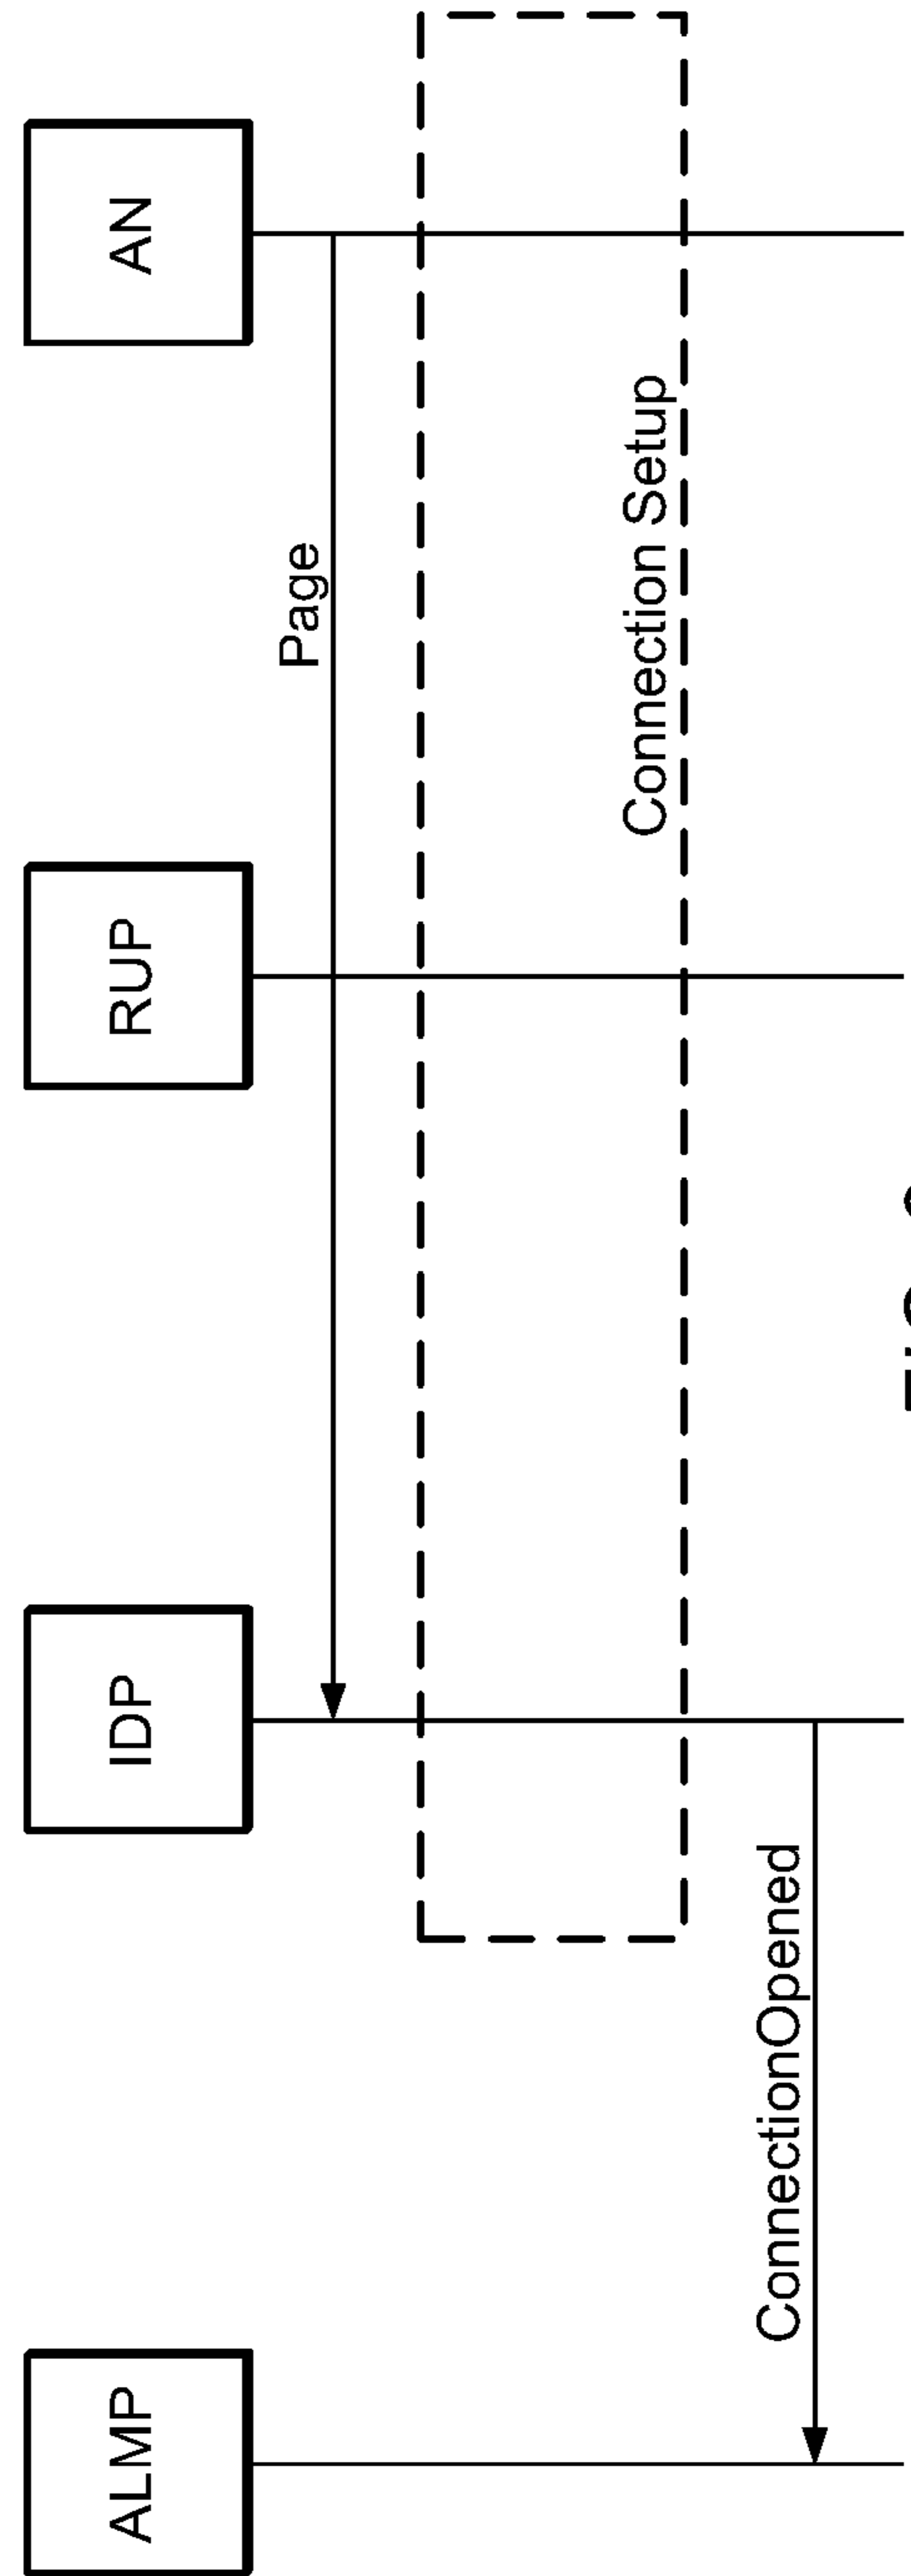 ALMP
IDP
RUP
AN
Page
Connection Setup
ConnectionOpened